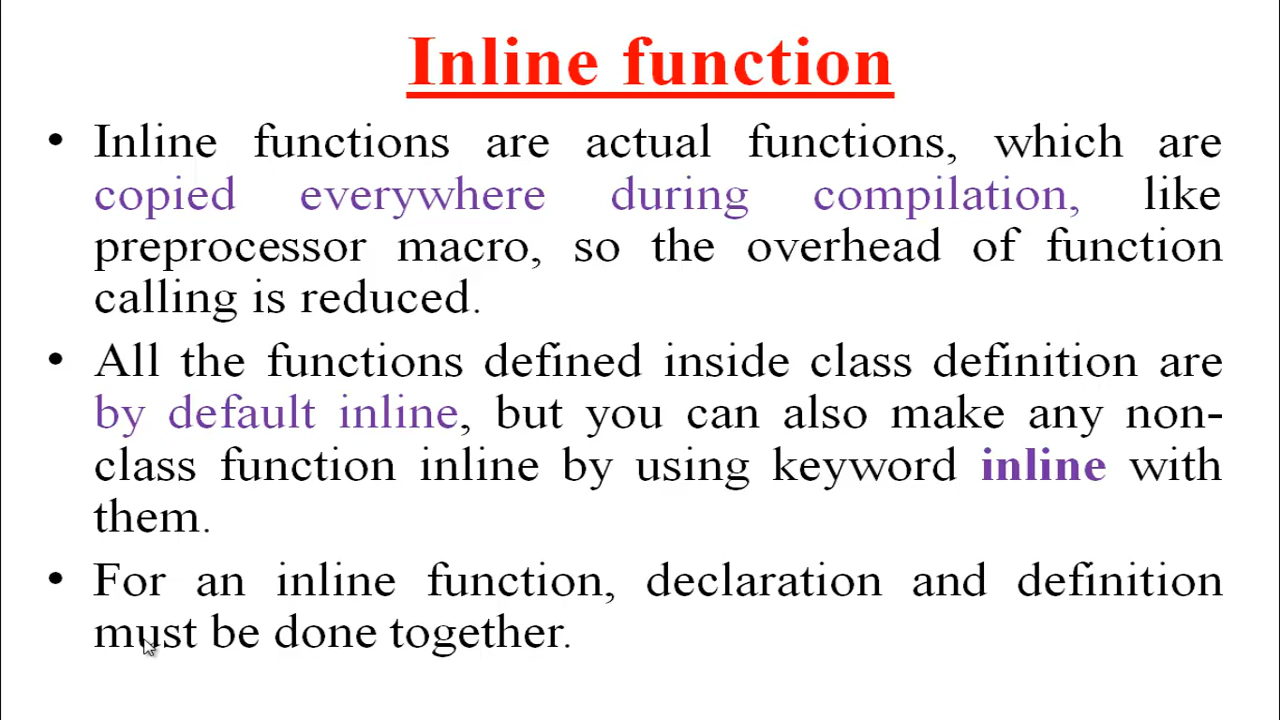 Inline function
• Inline functions are actual functions, which are
copied everywhere during compilation, like
preprocessor macro, so the overhead of function
calling is reduced.
• All the functions defined inside class definition are
by default inline, but you can also make any non-
class function inline by using keyword inline with
them.
• For an inline function, declaration and definition
must be done together.